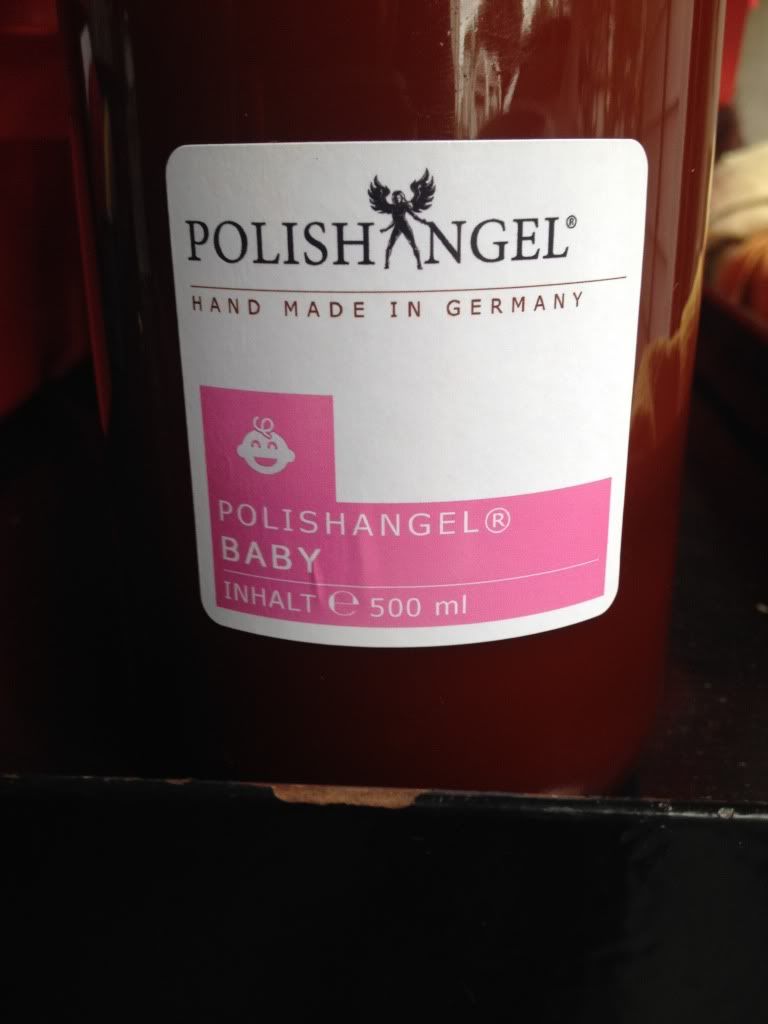 POLISHANGEL®
HAND MADE IN GERMANY
POLISHANGEL®
BABY
INHALT ℮ 500 ml